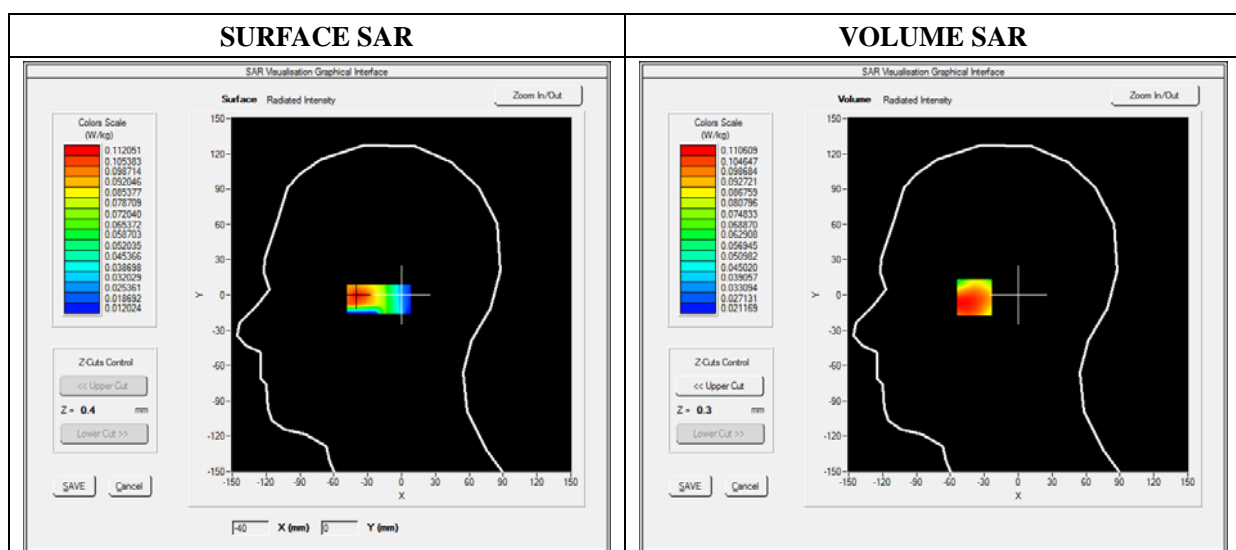 SURFACE SAR
VOLUME SAR
SAR Visualisation Graphical Interface
Surface Radiated Intensity
Zoom In/Out
Colors Scale
(W/kg)
0.112051
0.105383
0.098714
0.092046
0.085377
0.078709
0.072040
0.065372
0.058703
0.052035
0.045366
0.038698
0.032029
0.025361
0.018692
0.012024
150
120
90
60
30
Y 0
-30
-60
-90
-120
-150
-150 -120 -90 -60 -30 0 30 60 90 120 150
X
Z-Cuts Control
<< Upper Cut
Z = 0.4 mm
Lower Cut >>
SAVE Cancel
-40 X (mm) 0 Y (mm)
SAR Visualisation Graphical Interface
Volume Radiated Intensity
Zoom In/Out
Colors Scale
(W/kg)
0.110609
0.104647
0.098684
0.092721
0.086759
0.080796
0.074833
0.068870
0.062908
0.056945
0.050982
0.045020
0.039057
0.033094
0.027131
0.021169
150
120
90
60
30
Y 0
-30
-60
-90
-120
-150
-150 -120 -90 -60 -30 0 30 60 90 120 150
X
Z-Cuts Control
<< Upper Cut
Z = 0.3 mm
Lower Cut >>
SAVE Cancel